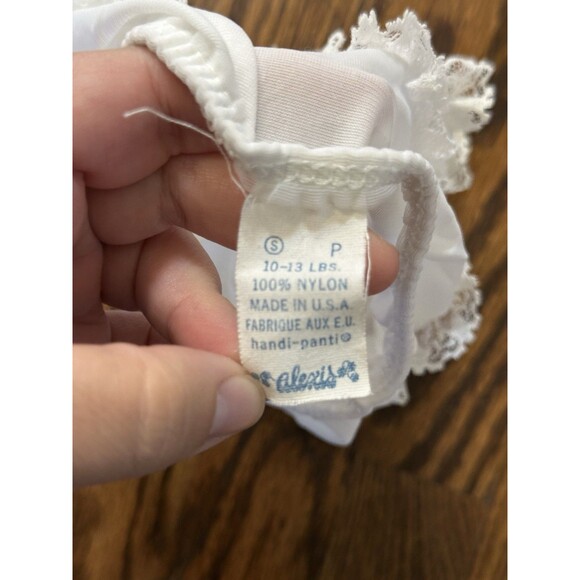 Ⓢ P
10-13 LBS.
100% NYLON
MADE IN U.S.A.
FABRIQUE AUX E.U.
handi-panti®
alexis